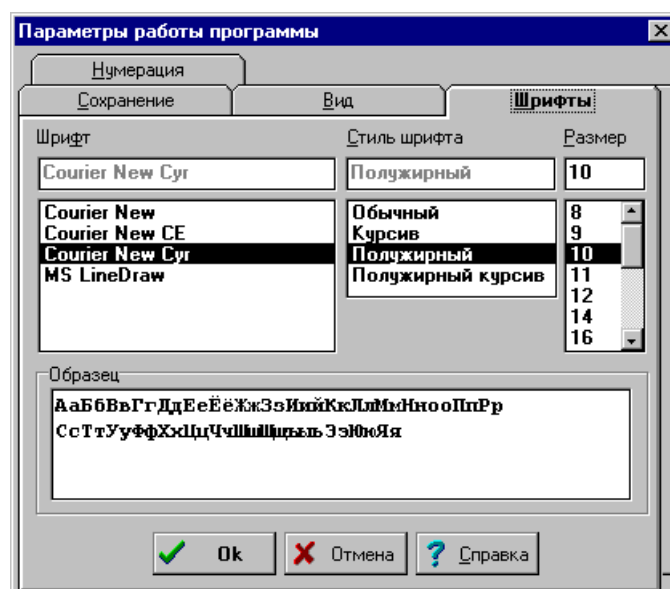 Параметры работы программы
Нумерация
Сохранение Вид Шрифты
Шрифт Стиль шрифта Размер
Courier New Cyr Полужирный 10
Courier New Обычный 8
Courier New CE Курсив 9
Courier New Cyr Полужирный 10
MS LineDraw Полужирный курсив 11
12
14
16
Образец
АаБбВвГгДдЕеЁёЖжЗзИийКкЛлМмНнооПпРр
СсТтУуФфХхЦцЧчШшЩщъыьЭэЮюЯя
Ok Отмена Справка